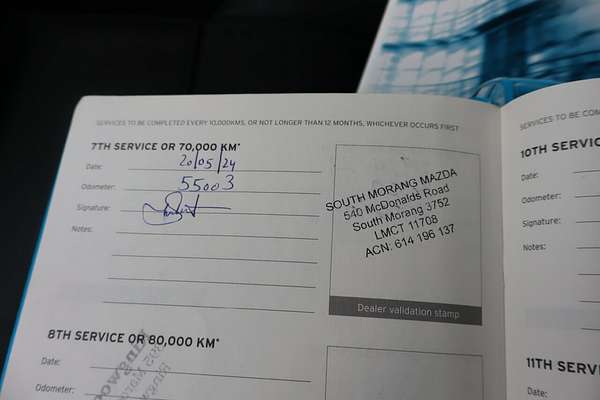 SERVICES TO BE COMPLETED EVERY 10,000KMS, OR NOT LONGER THAN 12 MONTHS, WHICHEVER OCCURS FIRST
7TH SERVICE OR 70,000 KM*
Date: 20/05/24
Odometer: 55003
Signature:
Notes:
SOUTH MORANG MAZDA
540 McDonalds Road
South Morang 3752
LMCT 11708
ACN: 614 196 137
Dealer validation stamp
8TH SERVICE OR 80,000 KM*
Date:
Odometer:
SERVICES TO BE COM
10TH SERVIC
Date:
Odometer:
Signature:
Notes:
11TH SERV
Date: